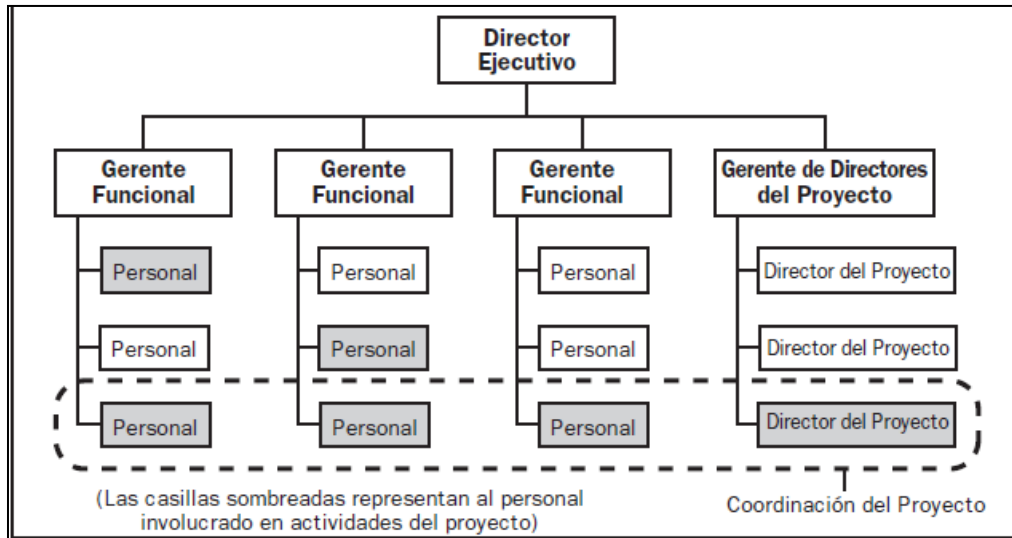 Director
Ejecutivo
Gerente
Funcional
Gerente
Funcional
Gerente
Funcional
Gerente de Directores
del Proyecto
Personal
Personal
Personal
Director del Proyecto
Personal
Personal
Personal
Director del Proyecto
Personal
Personal
Personal
Director del Proyecto
(Las casillas sombreadas representan al personal
involucrado en actividades del proyecto)
Coordinación del Proyecto